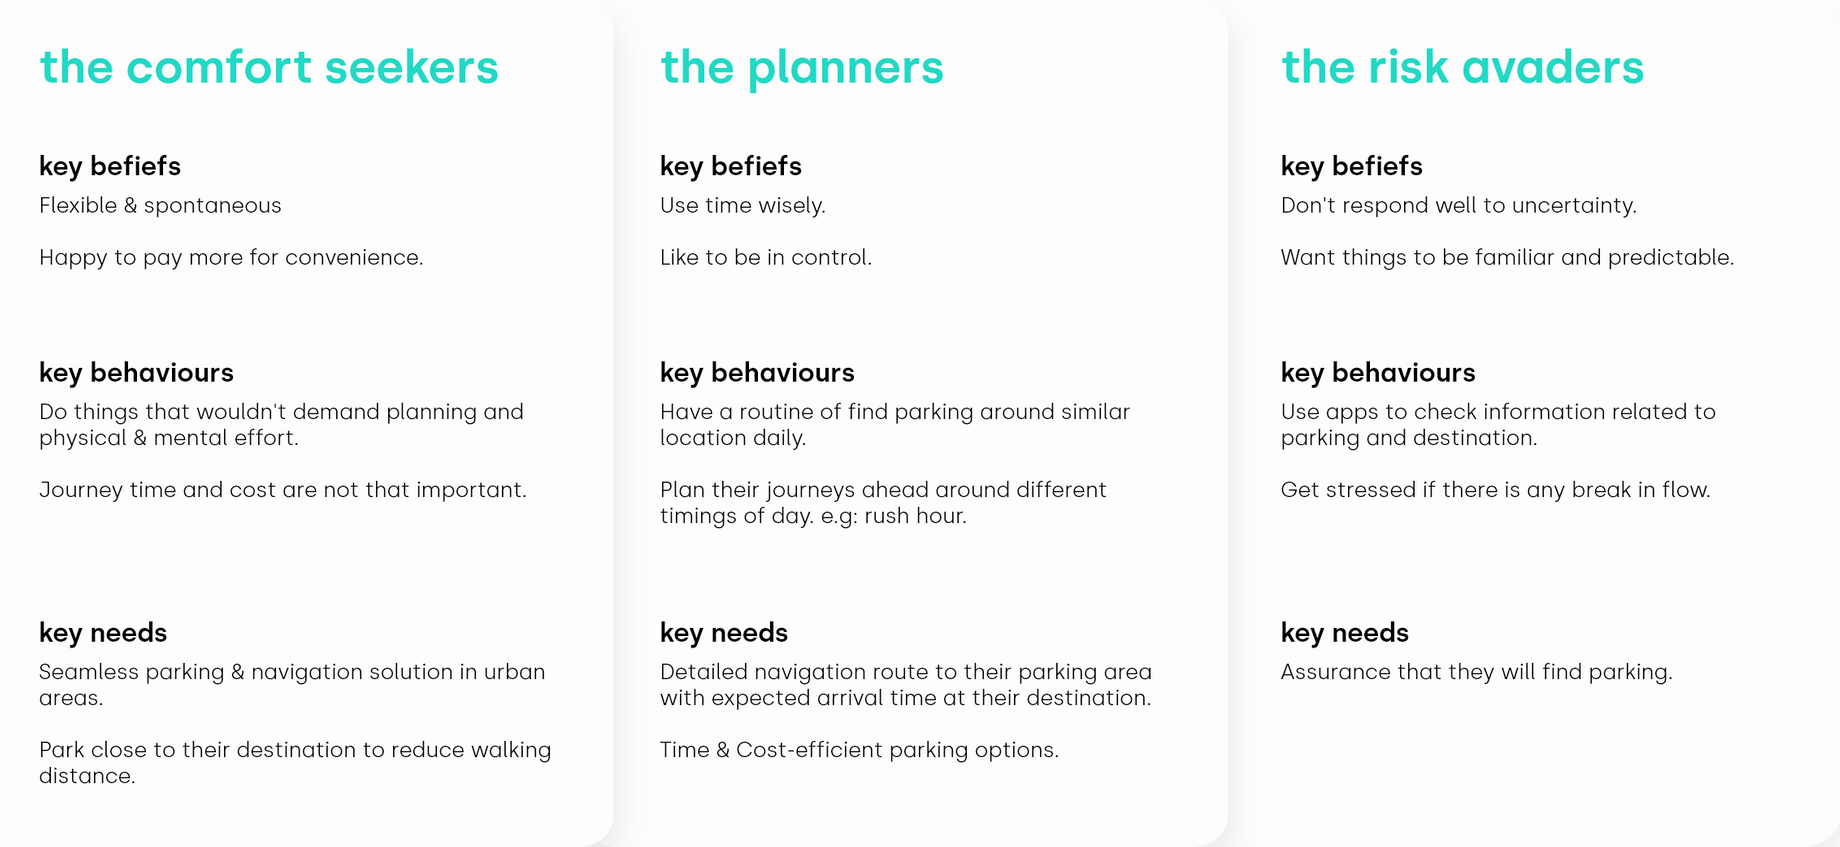 the comfort seekers
key befiefs
Flexible & spontaneous
Happy to pay more for convenience.
key behaviours
Do things that wouldn't demand planning and
physical & mental effort.
Journey time and cost are not that important.
key needs
Seamless parking & navigation solution in urban
areas.
Park close to their destination to reduce walking
distance.
the planners
key befiefs
Use time wisely.
Like to be in control.
key behaviours
Have a routine of find parking around similar
location daily.
Plan their journeys ahead around different
timings of day. e.g: rush hour.
key needs
Detailed navigation route to their parking area
with expected arrival time at their destination.
Time & Cost-efficient parking options.
the risk avaders
key befiefs
Don't respond well to uncertainty.
Want things to be familiar and predictable.
key behaviours
Use apps to check information related to
parking and destination.
Get stressed if there is any break in flow.
key needs
Assurance that they will find parking.